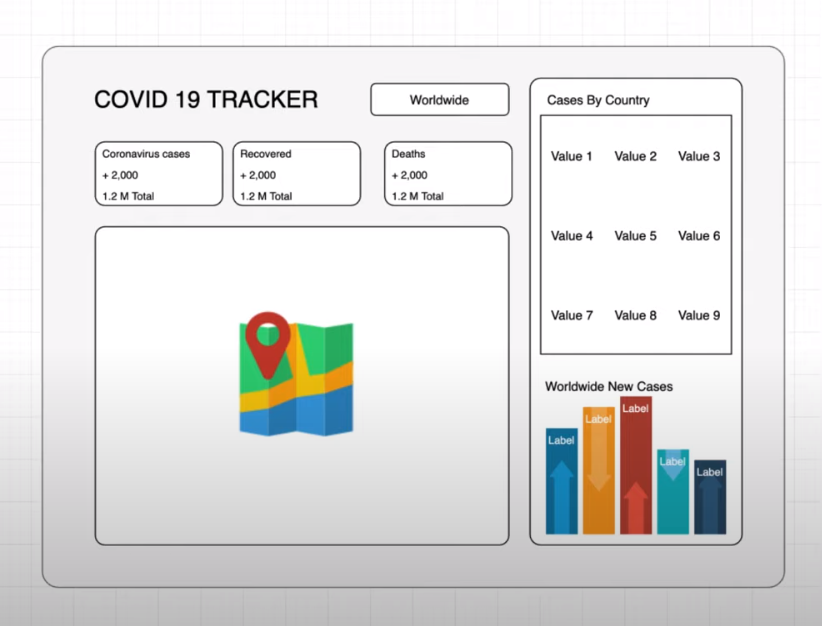 COVID 19 TRACKER
Worldwide
Coronavirus cases
+ 2,000
1.2 M Total
Recovered
+ 2,000
1.2 M Total
Deaths
+ 2,000
1.2 M Total
Cases By Country
Value 1 Value 2 Value 3
Value 4 Value 5 Value 6
Value 7 Value 8 Value 9
Worldwide New Cases
Label
Label
Label
Label
Label